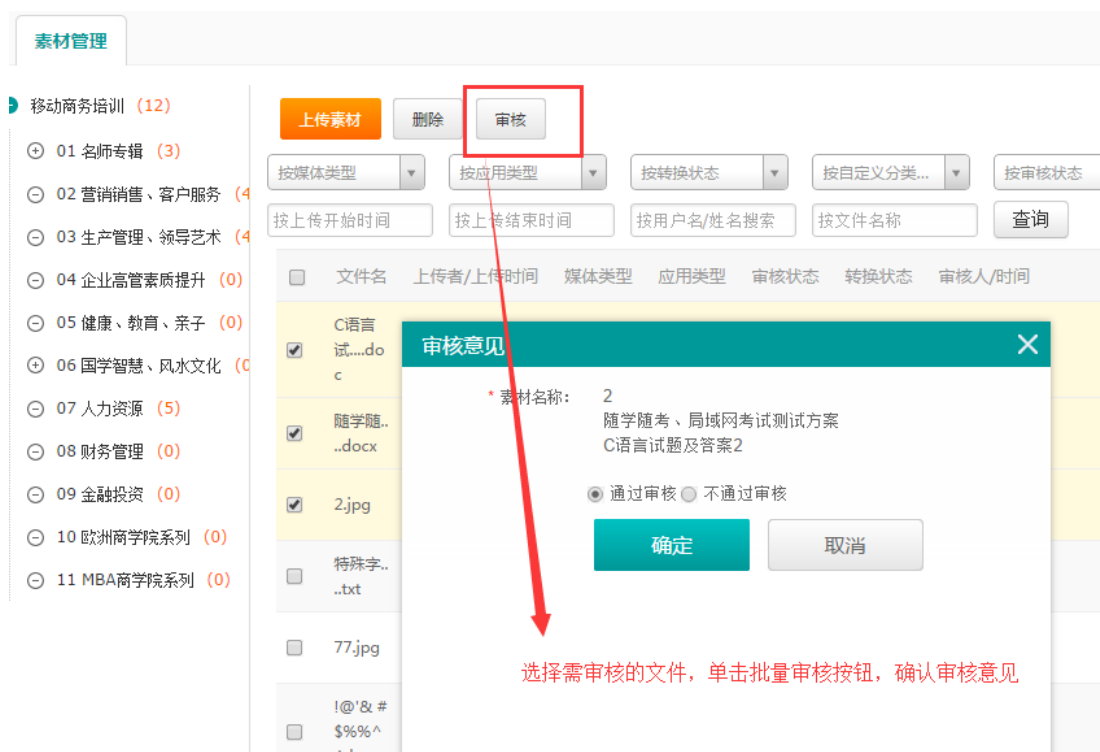 素材管理
移动商务培训 (12)
01 名师专辑 (3)
02 营销销售、客户服务 (4
03 生产管理、领导艺术 (4
04 企业高管素质提升 (0)
05 健康、教育、亲子 (0)
06 国学智慧、风水文化 (0
07 人力资源 (5)
08 财务管理 (0)
09 金融投资 (0)
10 欧洲商学院系列 (0)
11 MBA商学院系列 (0)
上传素材 删除 审核
按媒体类型 按应用类型 按转换状态 按自定义分类... 按审核状态
按上传开始时间 按上传结束时间 按用户名/姓名搜索 按文件名称 查询
文件名 上传者/上传时间 媒体类型 应用类型 审核状态 转换状态 审核人/时间
C语言
试....do
c
随学随..
..docx
2.jpg
特殊字..
..txt
77.jpg
!@'& #
$%%^
审核意见
* 素材名称: 2
随学随考、局域网考试测试方案
C语言试题及答案2
通过审核 不通过审核
确定 取消
选择需审核的文件，单击批量审核按钮，确认审核意见